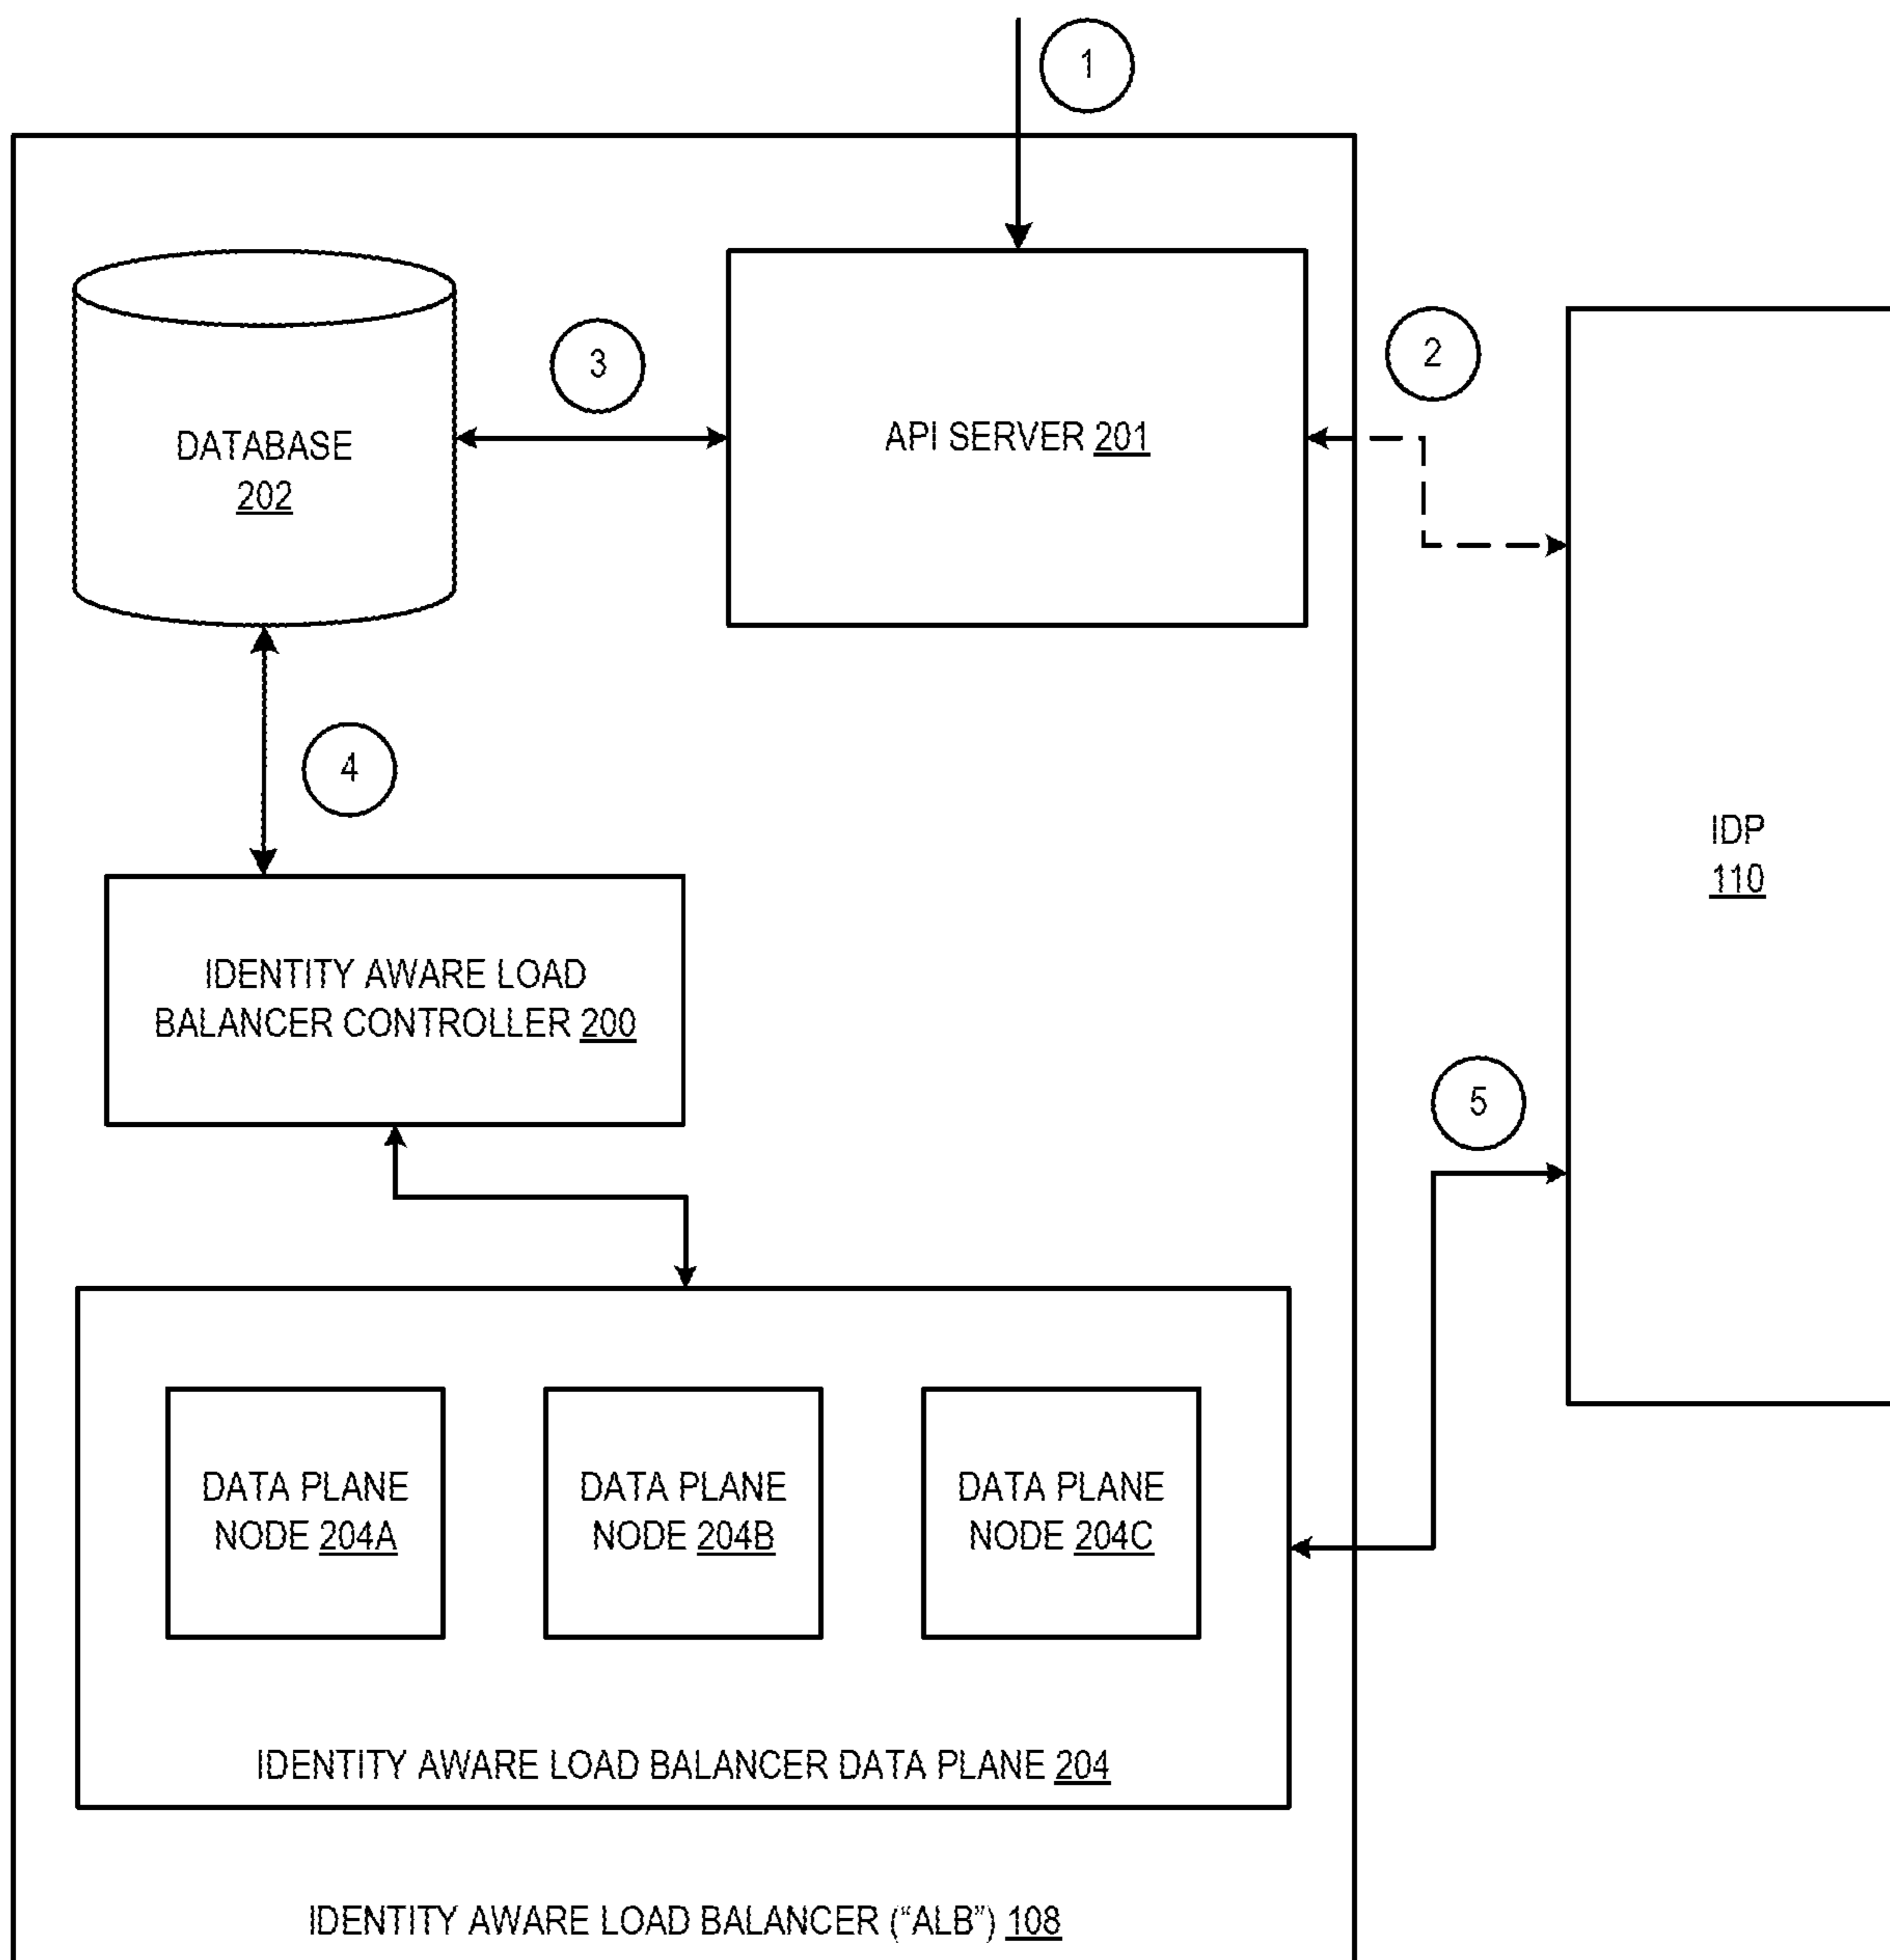 1
2
3
DATABASE
202
API SERVER 201
4
IDP
110
IDENTITY AWARE LOAD
BALANCER CONTROLLER 200
5
DATA PLANE
NODE 204A
DATA PLANE
NODE 204B
DATA PLANE
NODE 204C
IDENTITY AWARE LOAD BALANCER DATA PLANE 204
IDENTITY AWARE LOAD BALANCER (“ALB”) 108